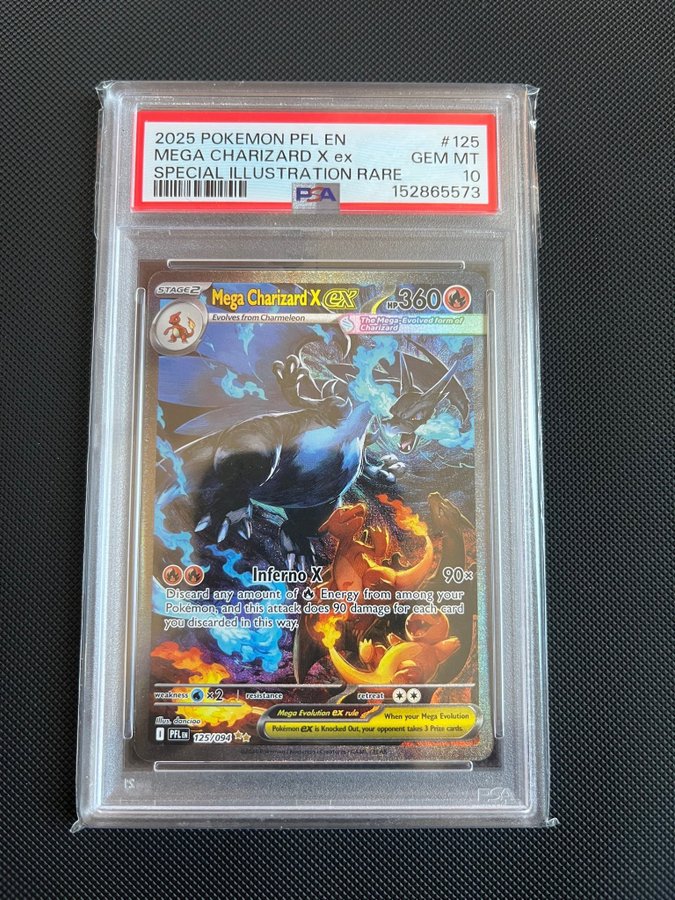 2025 POKEMON PFL EN #125
MEGA CHARIZARD X ex GEM MT
SPECIAL ILLUSTRATION RARE 10
PSA 152865573
STAGE2 Mega Charizard X ex HP 360
Evolves from Charmeleon
The Mega-Evolved form of
Charizard
Inferno X 90×
Discard any amount of Energy from among your
Pokémon, and this attack does 90 damage for each card
you discarded in this way.
weakness ×2 resistance retreat
Mega Evolution ex rule When your Mega Evolution
Pokémon ex is Knocked Out, your opponent takes 3 Prize cards.
Illus. danciao
I PFL EN 125/094
PSA